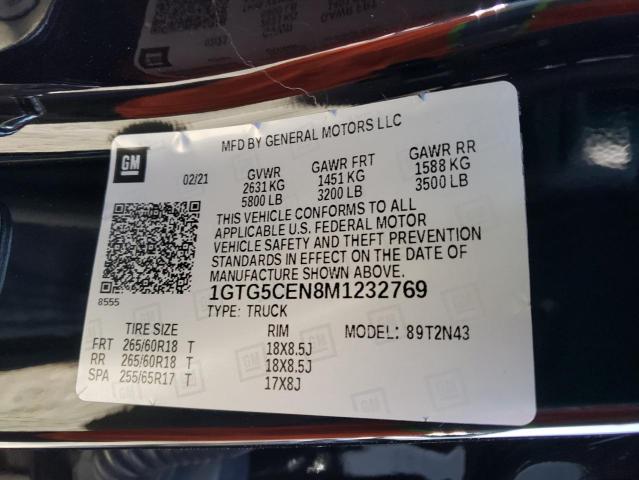 MFD BY GENERAL MOTORS LLC
GM
02/21
GVWR GAWR FRT GAWR RR
2631 KG 1451 KG 1588 KG
5800 LB 3200 LB 3500 LB
THIS VEHICLE CONFORMS TO ALL
APPLICABLE U.S. FEDERAL MOTOR
VEHICLE SAFETY AND THEFT PREVENTION
STANDARDS IN EFFECT ON THE DATE OF
MANUFACTURE SHOWN ABOVE.
8555
1GTG5CEN8M1232769
TYPE: TRUCK
TIRE SIZE RIM MODEL: 89T2N43
FRT 265/60R18 T 18X8.5J
RR 265/60R18 T 18X8.5J
SPA 255/65R17 T 17X8J